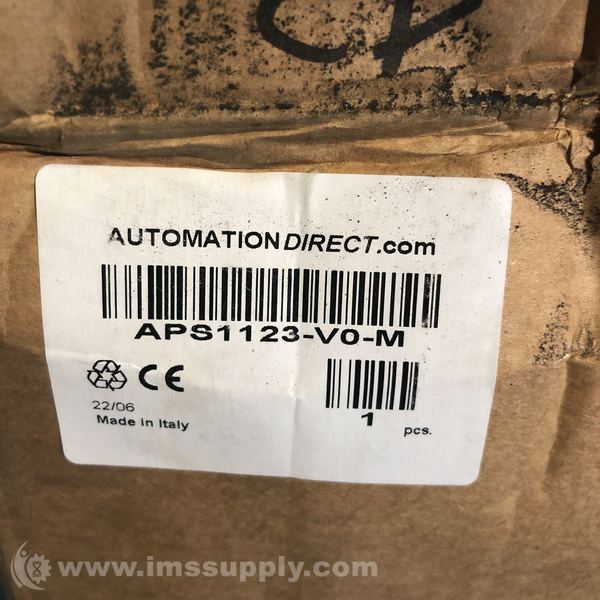 AUTOMATIONDIRECT.com
APS1123-V0-M
CE
22/06
Made in Italy
1
pcs.
www.imssupply.com